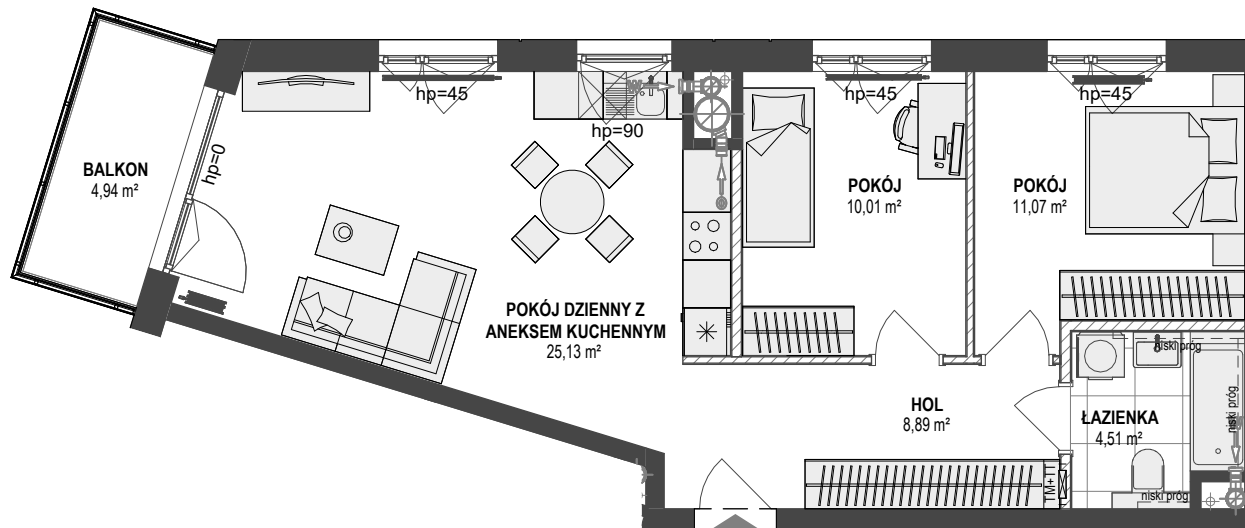 hp=45
hp=90
hp=45
hp=45
hp=0
W
BALKON
4,94 m²
POKÓJ
10,01 m²
POKÓJ
11,07 m²
POKÓJ DZIENNY Z
ANEKSEM KUCHENNYM
25,13 m²
niski próg
niski próg
HOL
8,89 m²
ŁAZIENKA
4,51 m²
TM+TT
niski próg